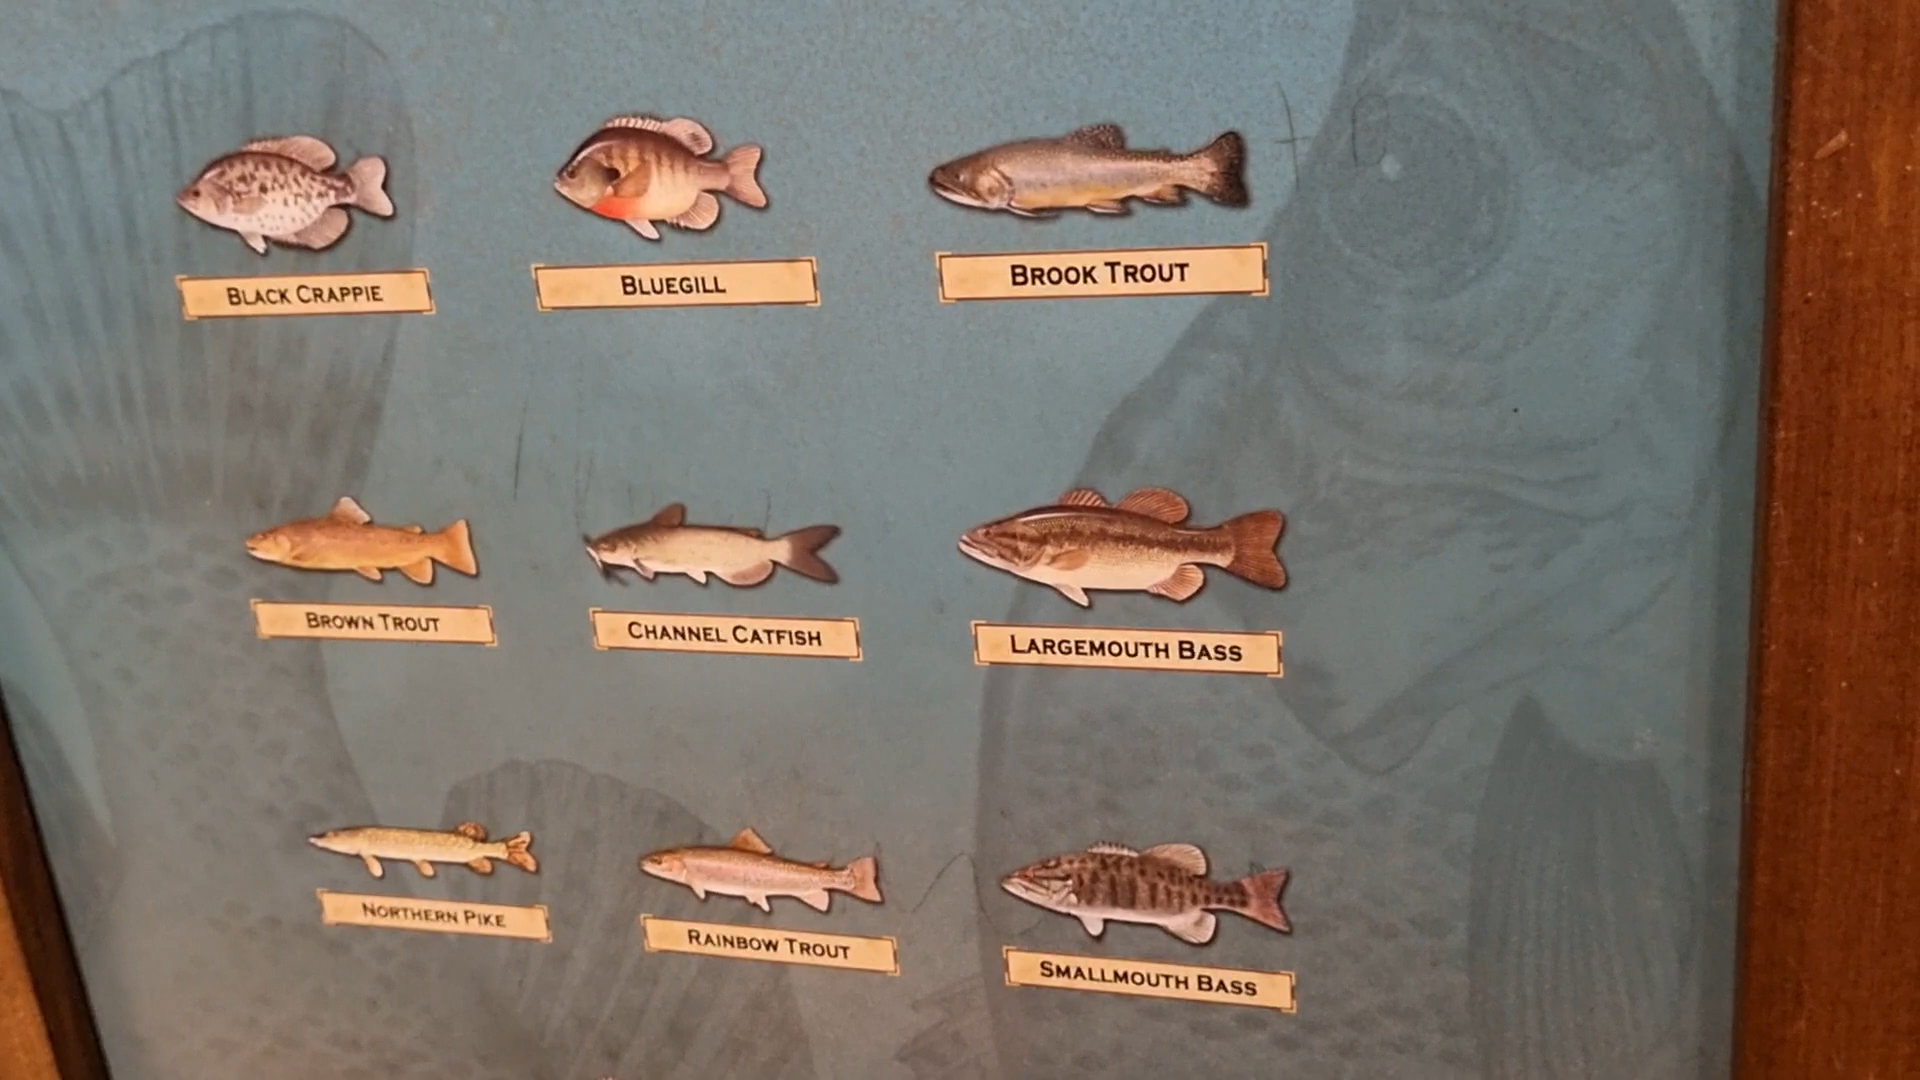 BLACK CRAPPIE
BLUEGILL
BROOK TROUT
BROWN TROUT
CHANNEL CATFISH
LARGEMOUTH BASS
NORTHERN PIKE
RAINBOW TROUT
SMALLMOUTH BASS